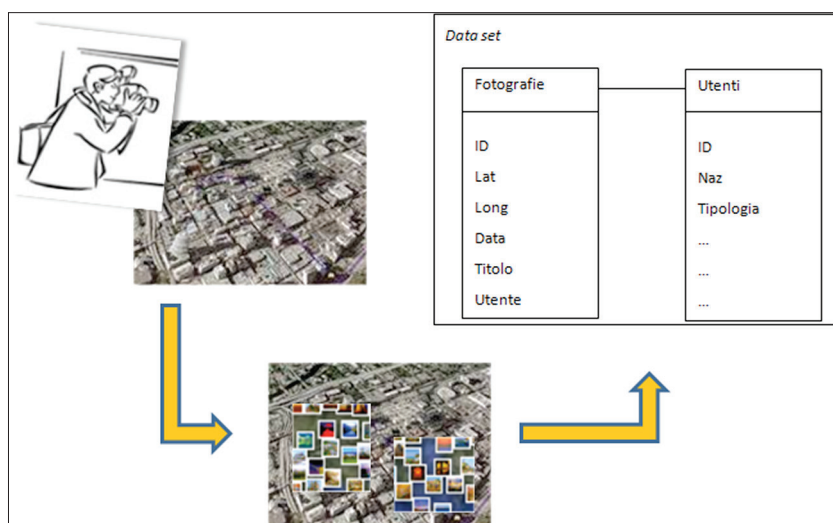 Data set
Fotografie
Utenti
ID
Lat
Long
Data
Titolo
Utente
ID
Naz
Tipologia
...
...
...